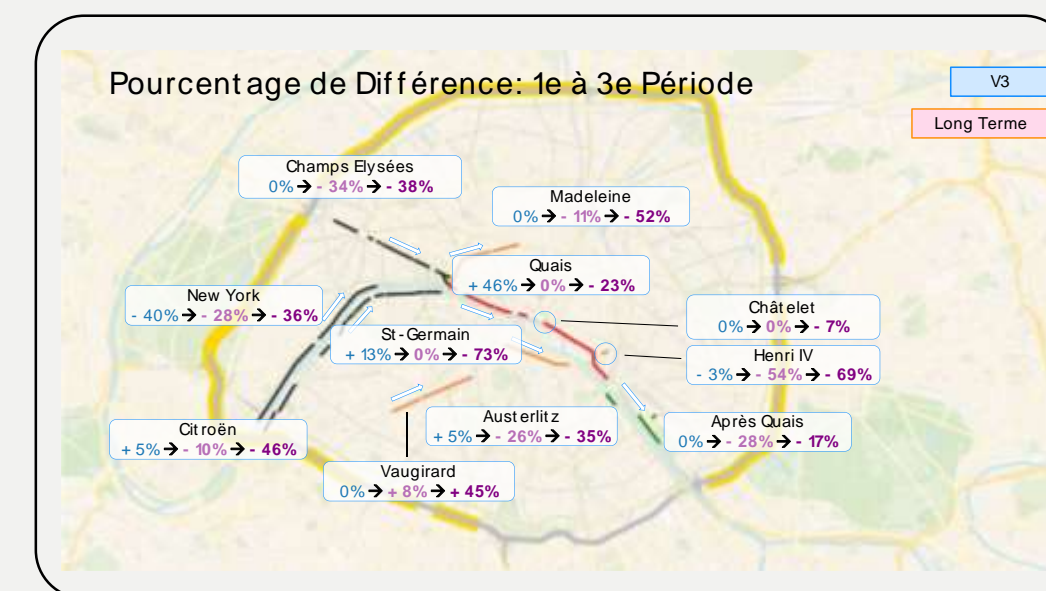 Pourcentage de Différence: 1e à 3e Période
V3
Long Terme
Champs Elysées
0% → - 34% → - 38%
Madeleine
0% → - 11% → - 52%
Quais
+ 46% → 0% → - 23%
New York
- 40% → - 28% → - 36%
Châtelet
0% → 0% → - 7%
St-Germain
+ 13% → 0% → - 73%
Henri IV
- 3% → - 54% → - 69%
Citroën
+ 5% → - 10% → - 46%
Austerlitz
+ 5% → - 26% → - 35%
Après Quais
0% → - 28% → - 17%
Vaugirard
0% → + 8% → + 45%